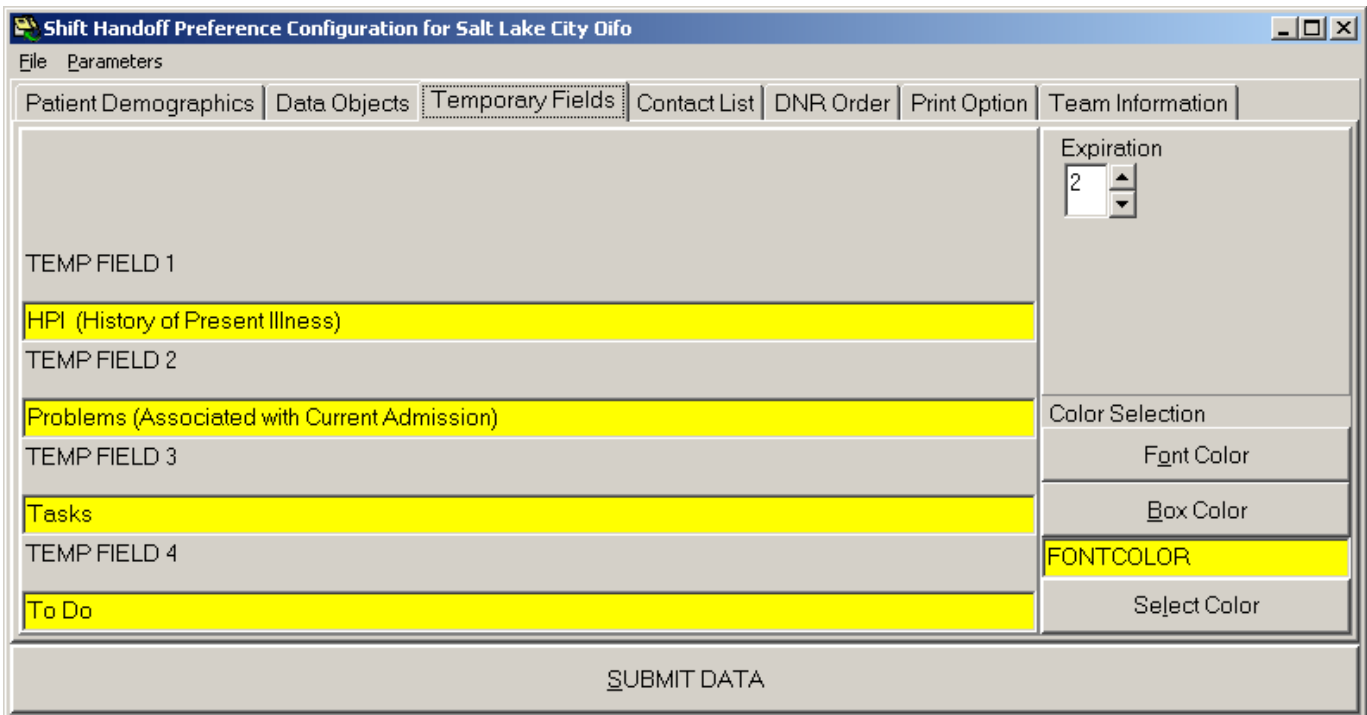 Shift Handoff Preference Configuration for Salt Lake City Oifo
File Parameters
Patient Demographics Data Objects Temporary Fields Contact List DNR Order Print Option Team Information
Expiration
2
TEMP FIELD 1
HPI (History of Present Illness)
TEMP FIELD 2
Problems (Associated with Current Admission)
TEMP FIELD 3
Tasks
TEMP FIELD 4
To Do
Color Selection
Font Color
Box Color
FONTCOLOR
Select Color
SUBMIT DATA